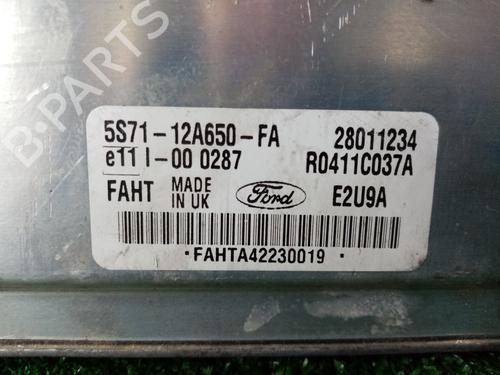 B-PARTS
5S71-12A650-FA 28011234
e11 I-00 0287 R0411C037A
FAHT MADE IN UK Ford E2U9A
·FAHTA42230019·